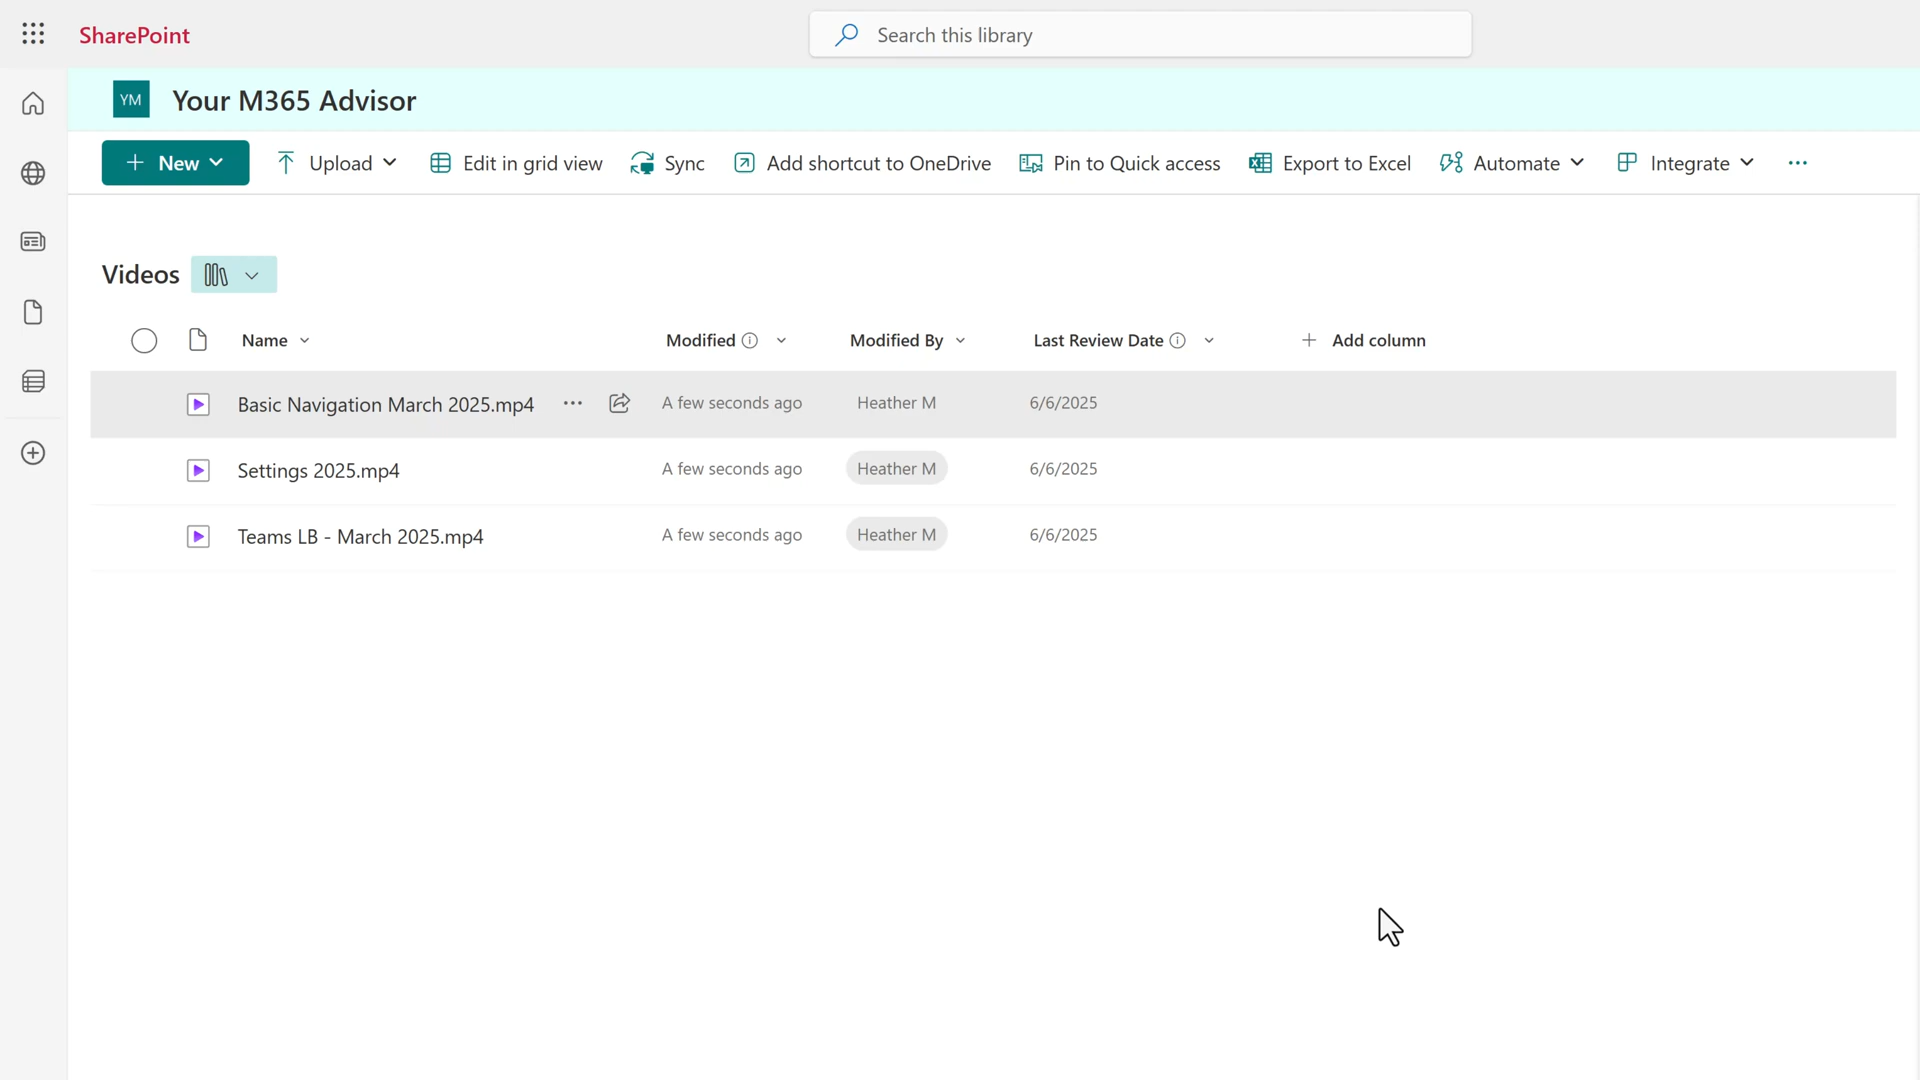 SharePoint
Search this library
YM
Your M365 Advisor
New
Upload
Edit in grid view
Sync
Add shortcut to OneDrive
Pin to Quick access
Export to Excel
Automate
Integrate
Videos
Name Modified Modified By Last Review Date Add column
Basic Navigation March 2025.mp4 A few seconds ago Heather M 6/6/2025
Settings 2025.mp4 A few seconds ago Heather M 6/6/2025
Teams LB - March 2025.mp4 A few seconds ago Heather M 6/6/2025